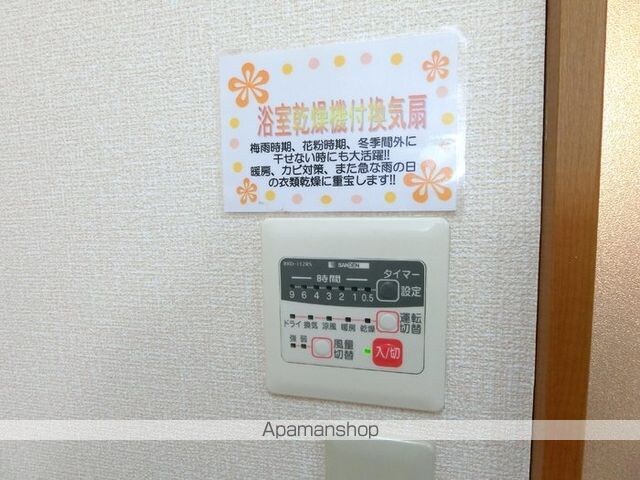 浴室乾燥機付換気扇
梅雨時期、花粉時期、冬季間外に
干せない時にも大活躍!!
暖房、カビ対策、また急な雨の日
の衣類乾燥に重宝します!!
SANDEN
時間
タイマー
設定
9 6 4 3 2 1 0.5
ドライ 換気 涼風 暖房 乾燥
運転
切替
強 弱
風量
切替
入/切
Apamanshop